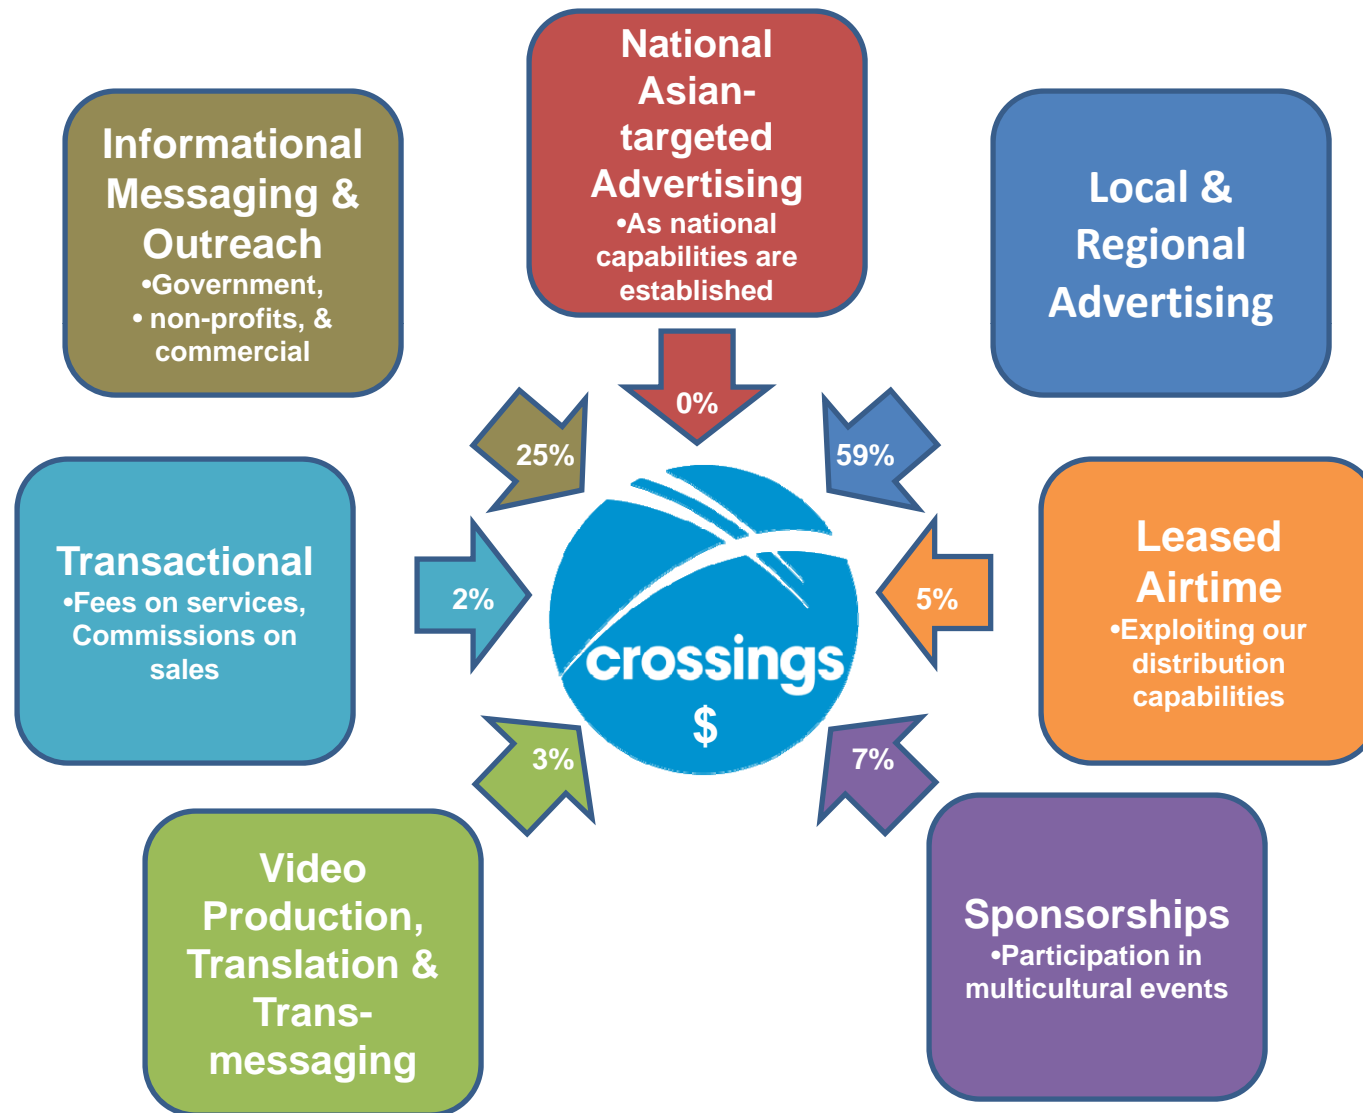 National
Asian-
targeted
Advertising
•As national
capabilities are
established
0%
Informational
Messaging &
Outreach
•Government,
• non-profits, &
commercial
25%
Local &
Regional
Advertising
59%
Transactional
•Fees on services,
Commissions on
sales
2%
crossings
$
Leased
Airtime
•Exploiting our
distribution
capabilities
5%
Video
Production,
Translation &
Trans-
messaging
3%
Sponsorships
•Participation in
multicultural events
7%